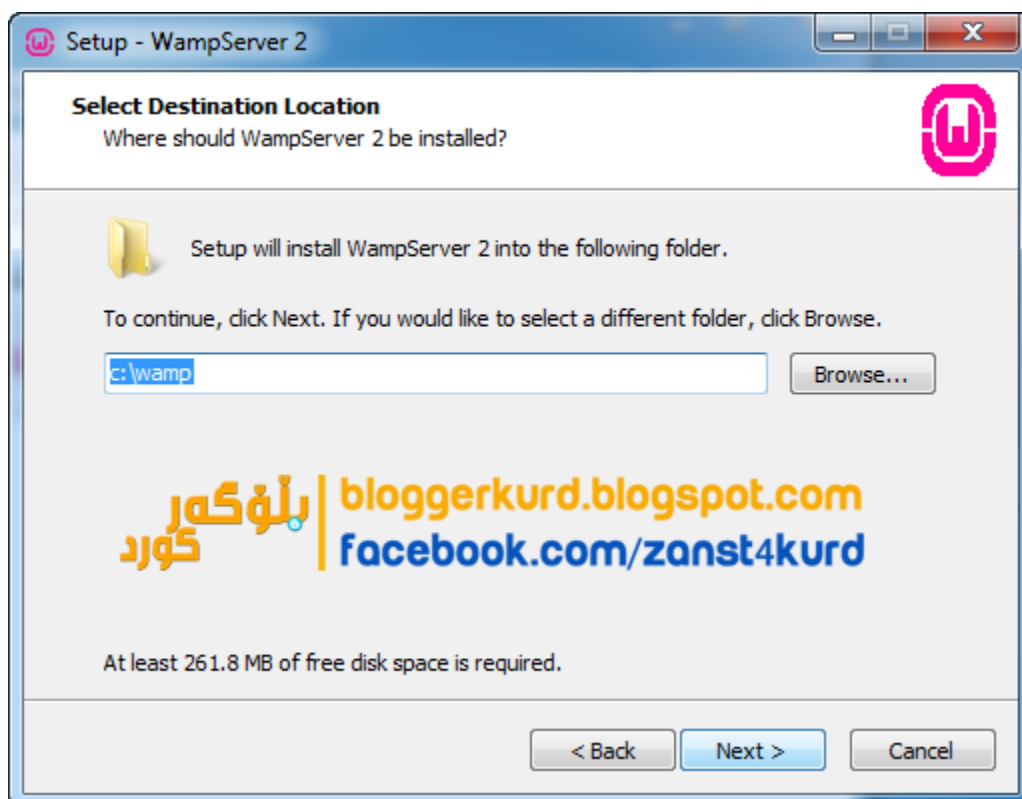 Setup - WampServer 2
Select Destination Location
Where should WampServer 2 be installed?
Setup will install WampServer 2 into the following folder.
To continue, click Next. If you would like to select a different folder, click Browse.
c:\wamp
Browse...
بڵۆگەر
کورد
bloggerkurd.blogspot.com
facebook.com/zanst4kurd
At least 261.8 MB of free disk space is required.
< Back
Next >
Cancel